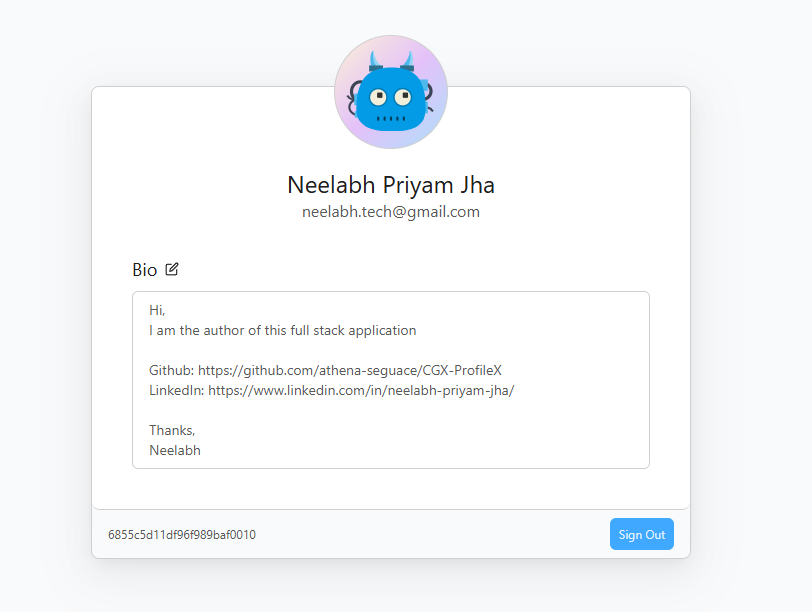 Neelabh Priyam Jha
neelabh.tech@gmail.com
Bio
Hi,
I am the author of this full stack application
Github: https://github.com/athena-seguace/CGX-ProfileX
LinkedIn: https://www.linkedin.com/in/neelabh-priyam-jha/
Thanks,
Neelabh
6855c5d11df96f989baf0010
Sign Out